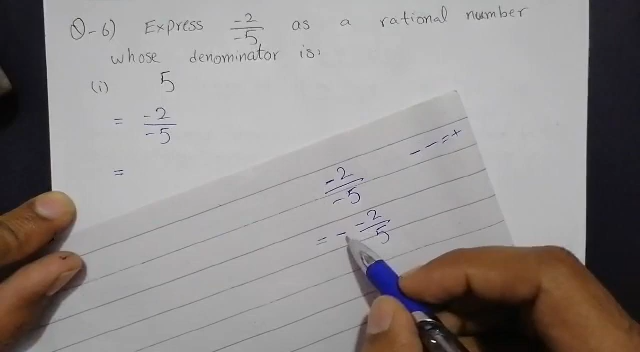 Q-6) Express -2/-5 as a rational number
whose denominator is:
(i) 5
= -2/-5
=
- - = +
-2/-5
= - -2/5